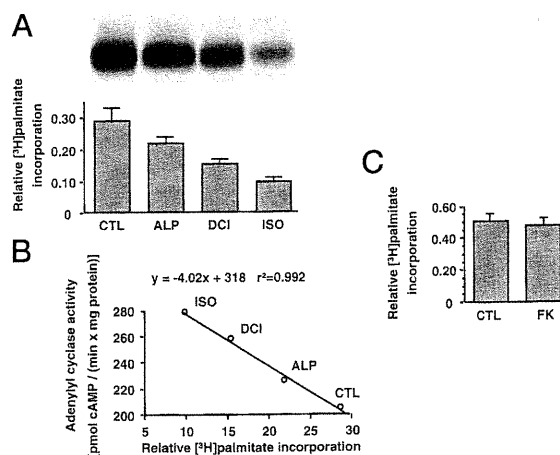 A
Relative [³H]palmitate
incorporation
0.30
0.20
0.10
0
CTL ALP DCI ISO
B
y = -4.02x + 318 r²=0.992
Adenylyl cyclase activity
[pmol cAMP / (min x mg protein)]
280
260
240
220
200
ISO
DCI
ALP
CTL
5 10 15 20 25 30
Relative [³H]palmitate incorporation
C
Relative [³H]palmitate
incorporation
0.60
0.40
0.20
0
CTL FK